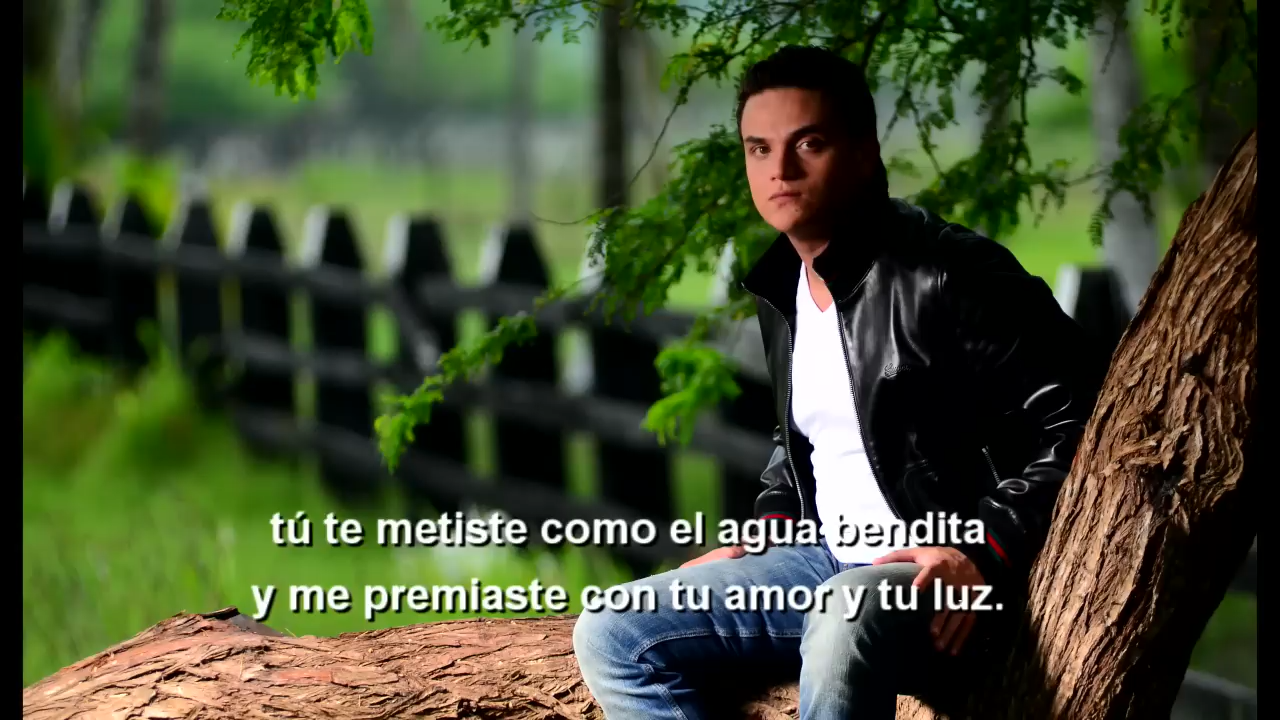 tú te metiste como el agua bendita
y me premiaste con tu amor y tu luz.